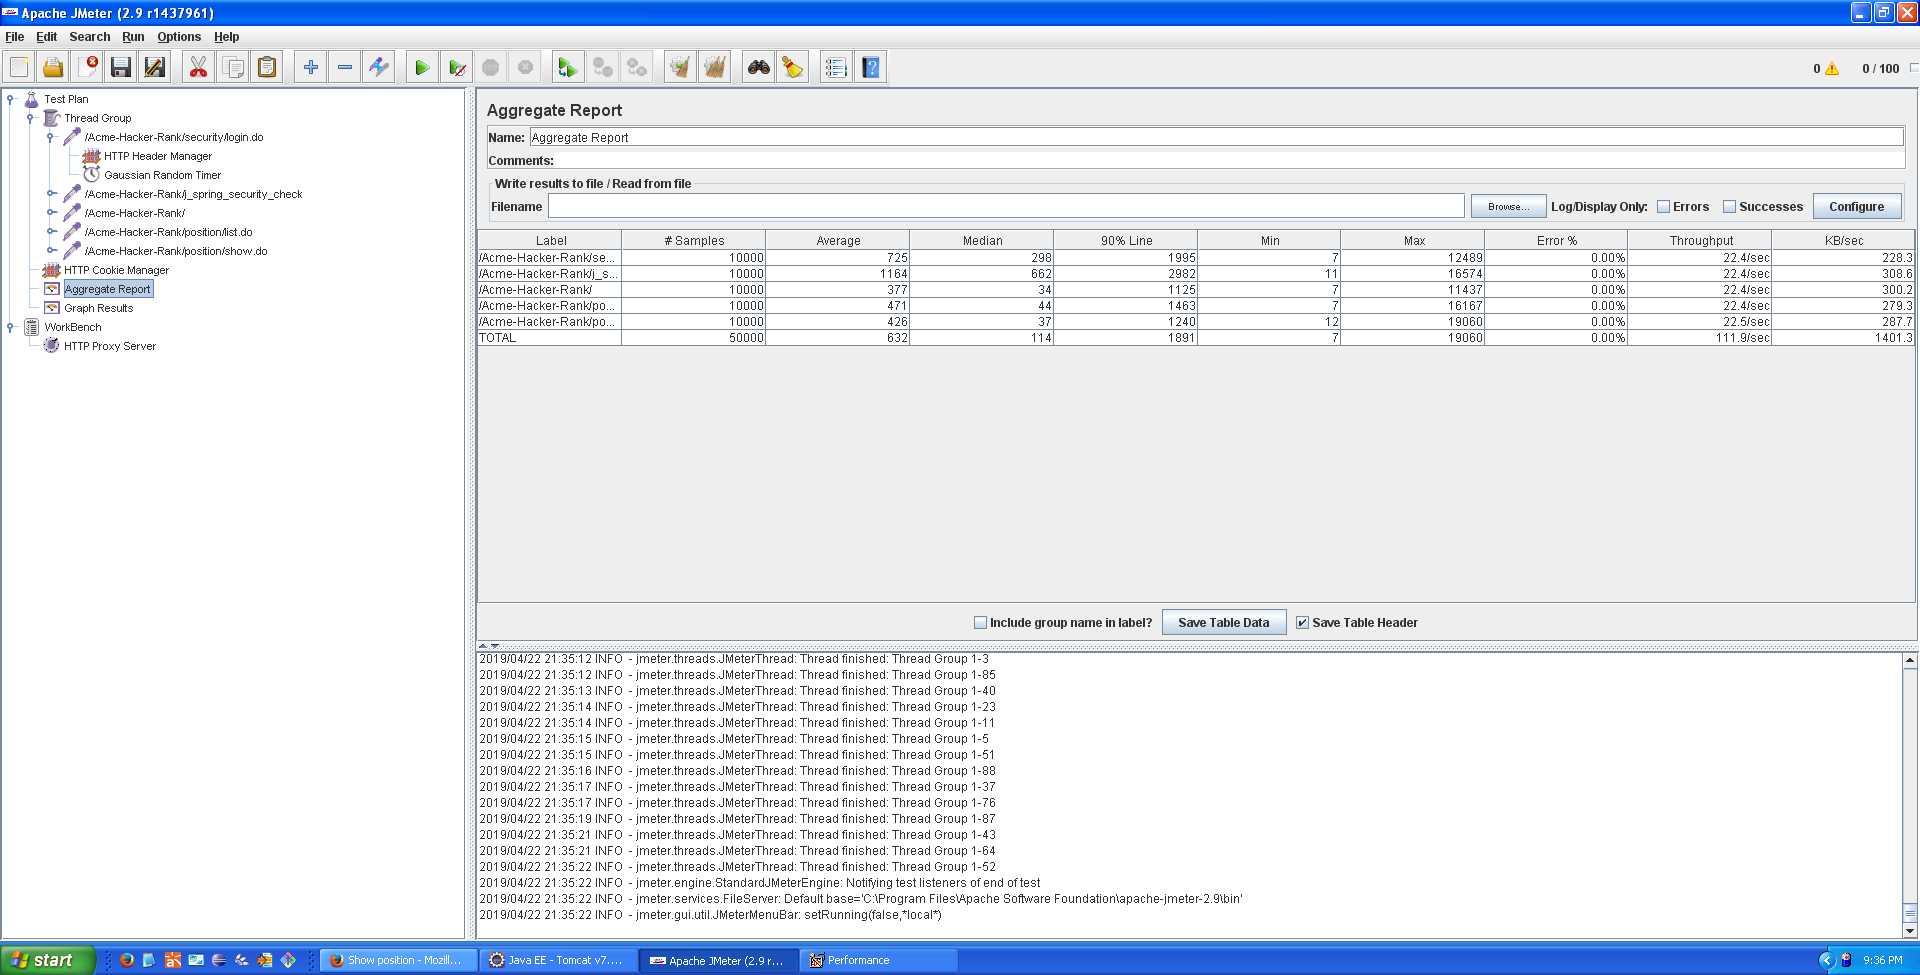 Apache JMeter (2.9 r1437961)
File Edit Search Run Options Help
0 0 / 100
Test Plan
Thread Group
/Acme-Hacker-Rank/security/login.do
HTTP Header Manager
Gaussian Random Timer
/Acme-Hacker-Rank/j_spring_security_check
/Acme-Hacker-Rank/
/Acme-Hacker-Rank/position/list.do
/Acme-Hacker-Rank/position/show.do
HTTP Cookie Manager
Aggregate Report
Graph Results
WorkBench
HTTP Proxy Server
Aggregate Report
Name: Aggregate Report
Comments:
Write results to file / Read from file
Filename Browse... Log/Display Only: Errors Successes Configure
Label # Samples Average Median 90% Line Min Max Error % Throughput KB/sec
/Acme-Hacker-Rank/se... 10000 725 298 1995 7 12489 0.00% 22.4/sec 228.3
/Acme-Hacker-Rank/j_s... 10000 1164 662 2982 11 16574 0.00% 22.4/sec 308.6
/Acme-Hacker-Rank/ 10000 377 34 1125 7 11437 0.00% 22.4/sec 300.2
/Acme-Hacker-Rank/po... 10000 471 44 1463 7 16167 0.00% 22.4/sec 279.3
/Acme-Hacker-Rank/po... 10000 426 37 1240 12 19060 0.00% 22.5/sec 287.7
TOTAL 50000 632 114 1891 7 19060 0.00% 111.9/sec 1401.3
Include group name in label? Save Table Data Save Table Header
2019/04/22 21:35:12 INFO - jmeter.threads.JMeterThread: Thread finished: Thread Group 1-3
2019/04/22 21:35:12 INFO - jmeter.threads.JMeterThread: Thread finished: Thread Group 1-85
2019/04/22 21:35:13 INFO - jmeter.threads.JMeterThread: Thread finished: Thread Group 1-40
2019/04/22 21:35:14 INFO - jmeter.threads.JMeterThread: Thread finished: Thread Group 1-23
2019/04/22 21:35:14 INFO - jmeter.threads.JMeterThread: Thread finished: Thread Group 1-11
2019/04/22 21:35:15 INFO - jmeter.threads.JMeterThread: Thread finished: Thread Group 1-5
2019/04/22 21:35:15 INFO - jmeter.threads.JMeterThread: Thread finished: Thread Group 1-51
2019/04/22 21:35:16 INFO - jmeter.threads.JMeterThread: Thread finished: Thread Group 1-88
2019/04/22 21:35:17 INFO - jmeter.threads.JMeterThread: Thread finished: Thread Group 1-37
2019/04/22 21:35:17 INFO - jmeter.threads.JMeterThread: Thread finished: Thread Group 1-76
2019/04/22 21:35:19 INFO - jmeter.threads.JMeterThread: Thread finished: Thread Group 1-87
2019/04/22 21:35:21 INFO - jmeter.threads.JMeterThread: Thread finished: Thread Group 1-43
2019/04/22 21:35:21 INFO - jmeter.threads.JMeterThread: Thread finished: Thread Group 1-64
2019/04/22 21:35:22 INFO - jmeter.threads.JMeterThread: Thread finished: Thread Group 1-52
2019/04/22 21:35:22 INFO - jmeter.engine.StandardJMeterEngine: Notifying test listeners of end of test
2019/04/22 21:35:22 INFO - jmeter.services.FileServer: Default base='C:\Program Files\Apache Software Foundation\apache-jmeter-2.9\bin'
2019/04/22 21:35:22 INFO - jmeter.gui.util.JMeterMenuBar: setRunning(false,*local*)
start Show position - Mozill... Java EE - Tomcat v7.... Apache JMeter (2.9 r... Performance 9:36 PM